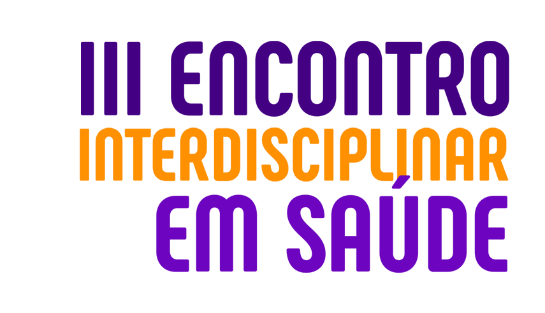 III ENCONTRO
INTERDISCIPLINAR
EM SAÚDE